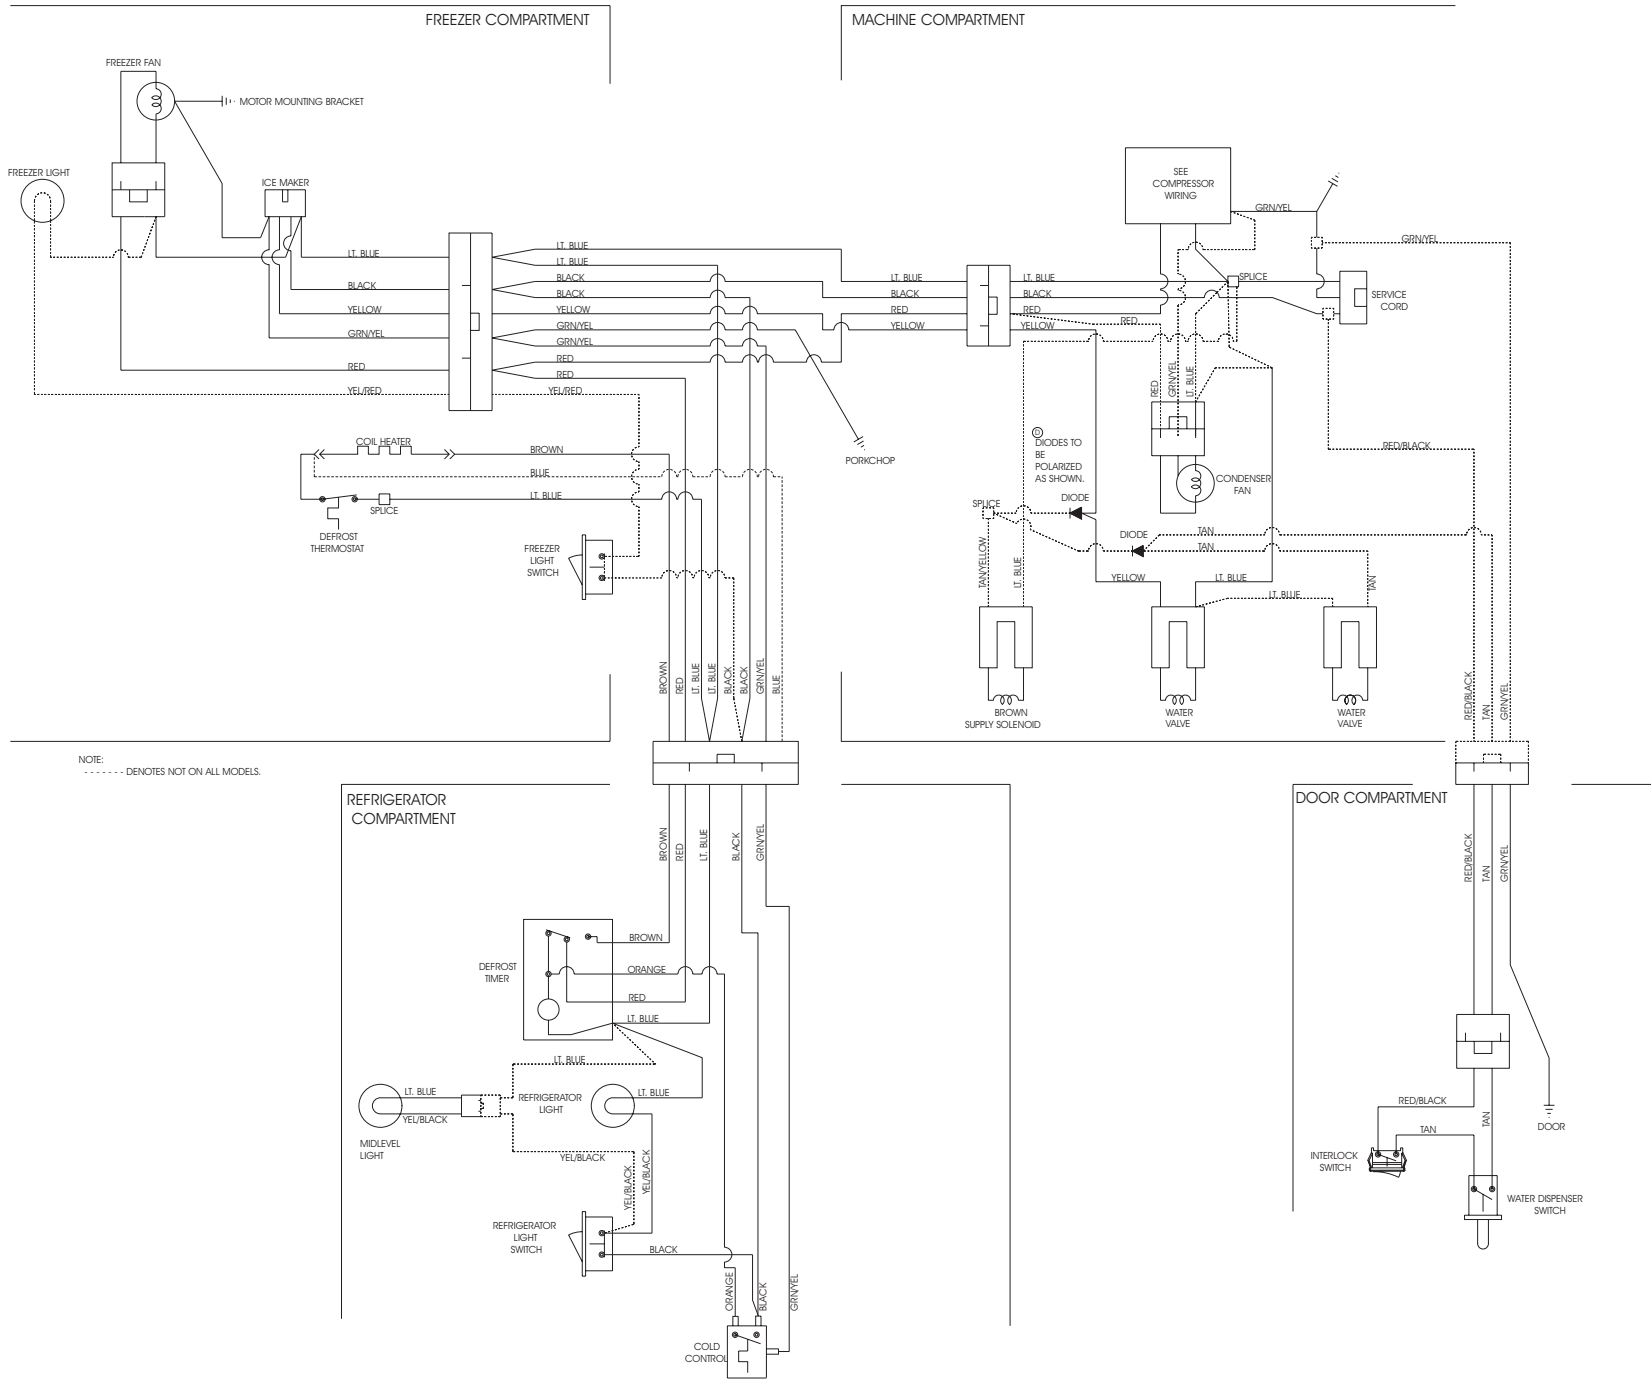 FREEZER COMPARTMENT
MACHINE COMPARTMENT
FREEZER FAN
MOTOR MOUNTING BRACKET
FREEZER LIGHT
ICE MAKER
LT. BLUE
BLACK
YELLOW
GRN/YEL
RED
YEL/RED
LT. BLUE
LT. BLUE
BLACK
BLACK
YELLOW
GRN/YEL
GRN/YEL
RED
RED
YEL/RED
LT. BLUE
BLACK
RED
YELLOW
PORKCHOP
SEE
COMPRESSOR
WIRING
GRN/YEL
GRN/YEL
LT. BLUE
BLACK
RED
YELLOW
RED
SPLICE
SERVICE
CORD
RED
GRN/YEL
LT. BLUE
RED/BLACK
D
DIODES TO
BE
POLARIZED
AS SHOWN.
CONDENSER
FAN
SPLICE
DIODE
DIODE
TAN
TAN
TAN/YELLOW
LT. BLUE
YELLOW
LT. BLUE
LT. BLUE
TAN
BROWN
SUPPLY SOLENOID
WATER
VALVE
WATER
VALVE
COIL HEATER
BROWN
BLUE
LT. BLUE
SPLICE
DEFROST
THERMOSTAT
FREEZER
LIGHT
SWITCH
BROWN
RED
LT. BLUE
LT. BLUE
BLACK
BLACK
GRN/YEL
BLUE
RED/BLACK
TAN
GRN/YEL
NOTE:
- - - - - - - DENOTES NOT ON ALL MODELS.
REFRIGERATOR
COMPARTMENT
DOOR COMPARTMENT
BROWN
RED
LT. BLUE
BLACK
GRN/YEL
RED/BLACK
TAN
GRN/YEL
DEFROST
TIMER
BROWN
ORANGE
RED
LT. BLUE
LT. BLUE
LT. BLUE
YEL/BLACK
MIDLEVEL
LIGHT
REFRIGERATOR
LIGHT
LT. BLUE
YEL/BLACK
YEL/BLACK
YEL/BLACK
REFRIGERATOR
LIGHT
SWITCH
BLACK
ORANGE
BLACK
GRN/YEL
COLD
CONTROL
RED/BLACK
TAN
TAN
DOOR
INTERLOCK
SWITCH
WATER DISPENSER
SWITCH